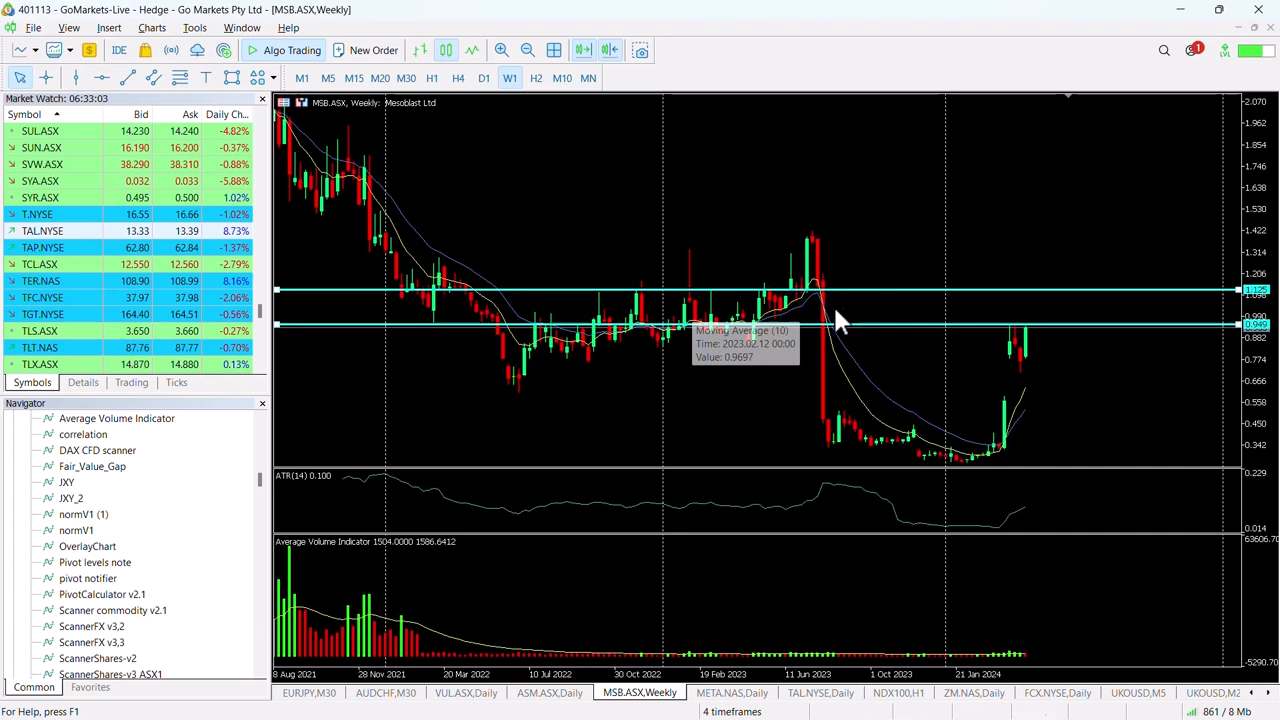 401113 - GoMarkets-Live - Hedge - Go Markets Pty Ltd - [MSB.ASX,Weekly]
File View Insert Charts Tools Window Help
IDE Algo Trading New Order 1 LVL
M1 M5 M15 M20 M30 H1 H4 D1 W1 H2 M10 MN
Market Watch: 06:33:03
Symbol Bid Ask Daily Ch...
SUL.ASX 14.230 14.240 -4.82%
SUN.ASX 16.190 16.200 -0.37%
SVW.ASX 38.290 38.310 -0.88%
SYA.ASX 0.032 0.033 -5.88%
SYR.ASX 0.495 0.500 1.02%
T.NYSE 16.55 16.66 -1.02%
TAL.NYSE 13.33 13.39 8.73%
TAP.NYSE 62.80 62.84 -1.37%
TCL.ASX 12.550 12.560 -2.79%
TER.NAS 108.90 108.99 8.16%
TFC.NYSE 37.97 37.98 -2.06%
TGT.NYSE 164.40 164.51 -0.56%
TLS.ASX 3.650 3.660 -0.27%
TLT.NAS 87.76 87.77 -0.70%
TLX.ASX 14.870 14.880 0.13%
Symbols Details Trading Ticks
Navigator
Average Volume Indicator
correlation
DAX CFD scanner
Fair_Value_Gap
JXY
JXY_2
normV1 (1)
normV1
OverlayChart
Pivot levels note
pivot notifier
PivotCalculator v2.1
Scanner commodity v2.1
ScannerFX v3,2
ScannerFX v3,3
ScannerShares-v2
ScannerShares-v3 ASX1
Common Favorites
MSB.ASX, Weekly: Mesoblast Ltd
2.070
1.962
1.854
1.746
1.638
1.530
1.422
1.314
1.206
1.125
1.098
0.990
0.949
0.882
0.774
0.666
0.558
0.450
0.342
Moving Average (10)
Time: 2023.02.12 00:00
Value: 0.9697
ATR(14) 0.100
0.229
0.014
Average Volume Indicator 1504.0000 1586.6412
63606.70
-5290.70
8 Aug 2021 28 Nov 2021 20 Mar 2022 10 Jul 2022 30 Oct 2022 19 Feb 2023 11 Jun 2023 1 Oct 2023 21 Jan 2024
EURJPY,M30 AUDCHF,M30 VUL.ASX,Daily ASM.ASX,Daily MSB.ASX,Weekly META.NAS,Daily TAL.NYSE,Daily NDX100,H1 ZM.NAS,Daily FCX.NYSE,Daily UKOUSD,M5 UKOUSD,M2
For Help, press F1 4 timeframes 861 / 8 Mb